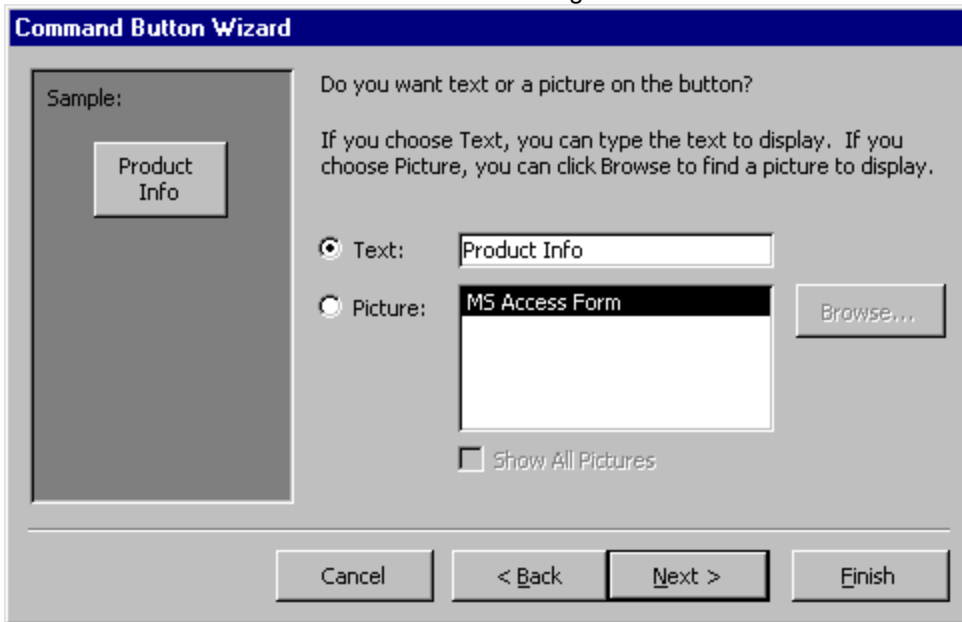 Command Button Wizard
Sample:
Product
Info
Do you want text or a picture on the button?
If you choose Text, you can type the text to display.  If you
choose Picture, you can click Browse to find a picture to display.
Text:
Product Info
Picture:
MS Access Form
Browse...
Show All Pictures
Cancel
< Back
Next >
Finish